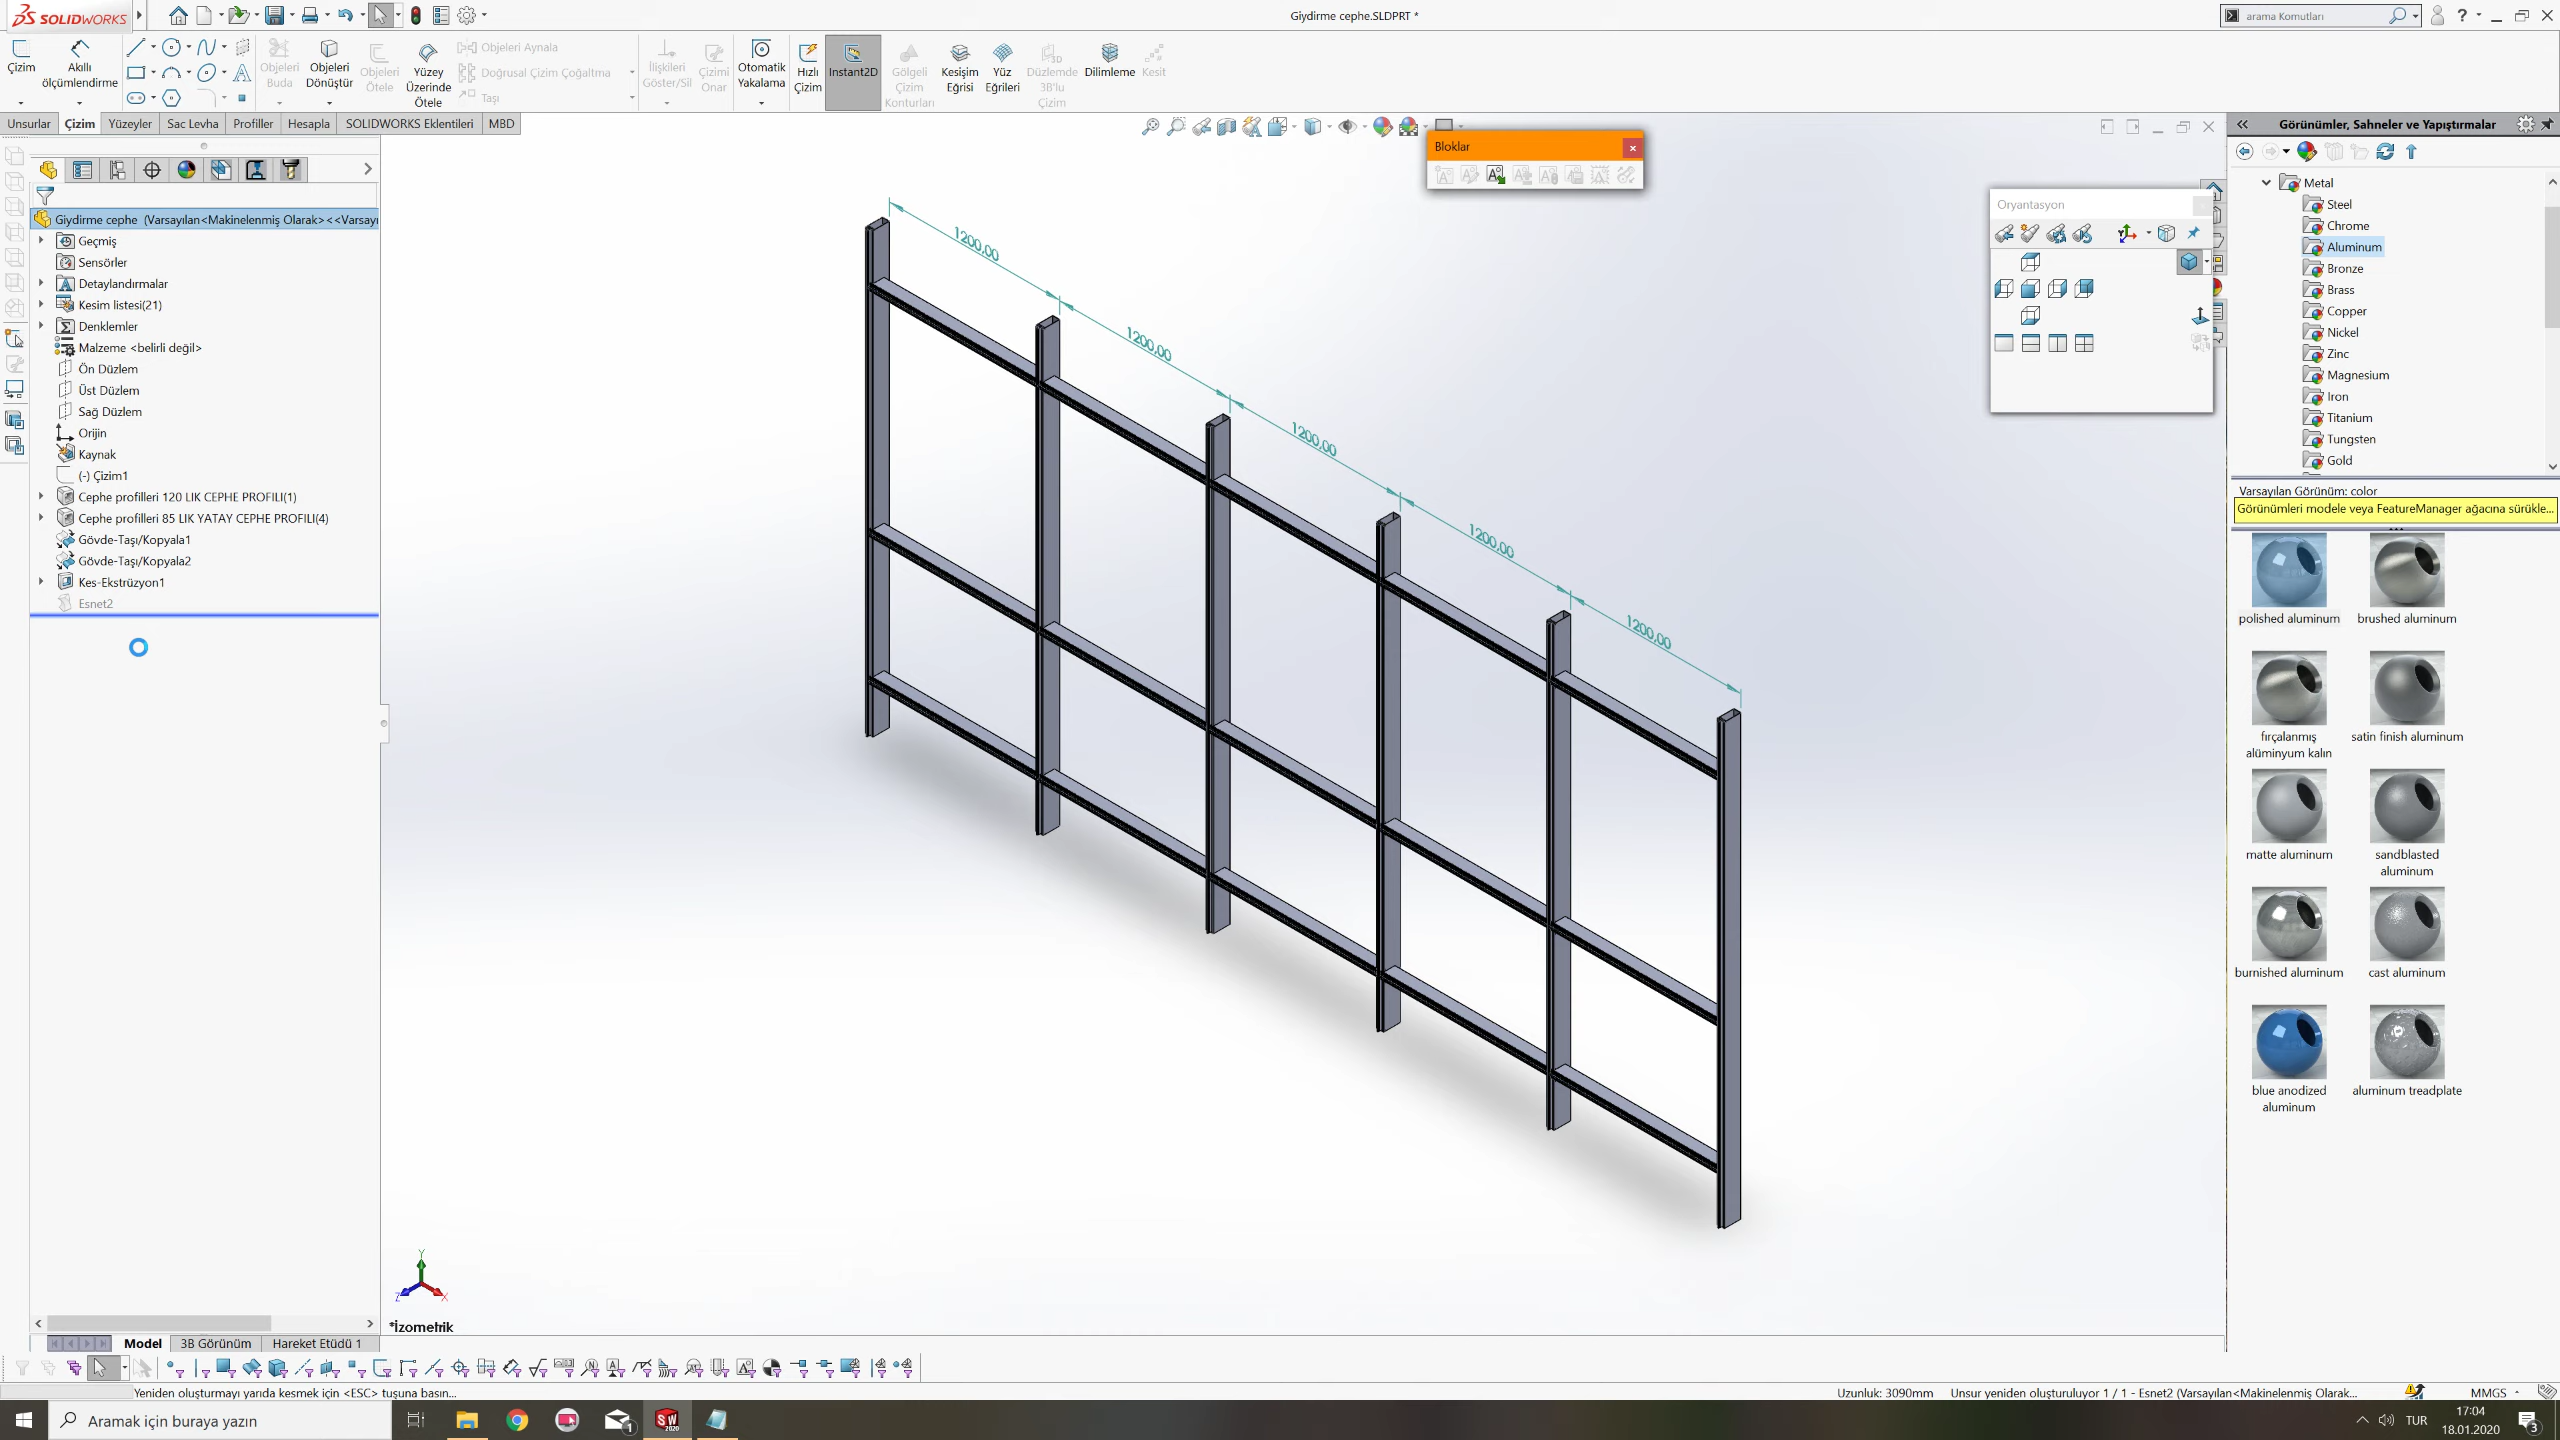 SOLIDWORKS
Giydirme cephe.SLDPRT *
arama Komutları
Çizim
Akıllı ölçümlendirme
Objeleri Buda
Objeleri Dönüştür
Objeleri Ötele
Yüzey Üzerinde Ötele
Objeleri Aynala
Doğrusal Çizim Çoğaltma
Taşı
İlişkileri Göster/Sil
Çizimi Onar
Otomatik Yakalama
Hızlı Çizim
Instant2D
Gölgeli Çizim Konturları
Kesişim Eğrisi
Yüz Eğrileri
Düzlemde 3B'lu Çizim
Dilimleme
Kesit
Unsurlar
Çizim
Yüzeyler
Sac Levha
Profiller
Hesapla
SOLIDWORKS Eklentileri
MBD
Giydirme cephe (Varsayılan<Makinelenmiş Olarak><<Varsayı
Geçmiş
Sensörler
Detaylandırmalar
Kesim listesi(21)
Denklemler
Malzeme <belirli değil>
Ön Düzlem
Üst Düzlem
Sağ Düzlem
Orijin
Kaynak
(-) Çizim1
Cephe profilleri 120 LIK CEPHE PROFILI(1)
Cephe profilleri 85 LIK YATAY CEPHE PROFILI(4)
Gövde-Taşı/Kopyala1
Gövde-Taşı/Kopyala2
Kes-Ekstrüzyon1
Esnet2
Bloklar
1200,00
1200,00
1200,00
1200,00
1200,00
Oryantasyon
Y
Z
X
*İzometrik
Görünümler, Sahneler ve Yapıştırmalar
Metal
Steel
Chrome
Aluminum
Bronze
Brass
Copper
Nickel
Zinc
Magnesium
Iron
Titanium
Tungsten
Gold
Varsayılan Görünüm: color
Görünümleri modele veya FeatureManager ağacına sürükle...
polished aluminum
brushed aluminum
fırçalanmış alüminyum kalın
satin finish aluminum
matte aluminum
sandblasted aluminum
burnished aluminum
cast aluminum
blue anodized aluminum
aluminum treadplate
Model
3B Görünüm
Hareket Etüdü 1
Yeniden oluşturmayı yarıda kesmek için <ESC> tuşuna basın...
Uzunluk: 3090mm
Unsur yeniden oluşturuluyor 1 / 1 - Esnet2 (Varsayılan<Makinelenmiş Olarak...
MMGS
Aramak için buraya yazın
1
SW
2020
TUR
17:04
18.01.2020
3